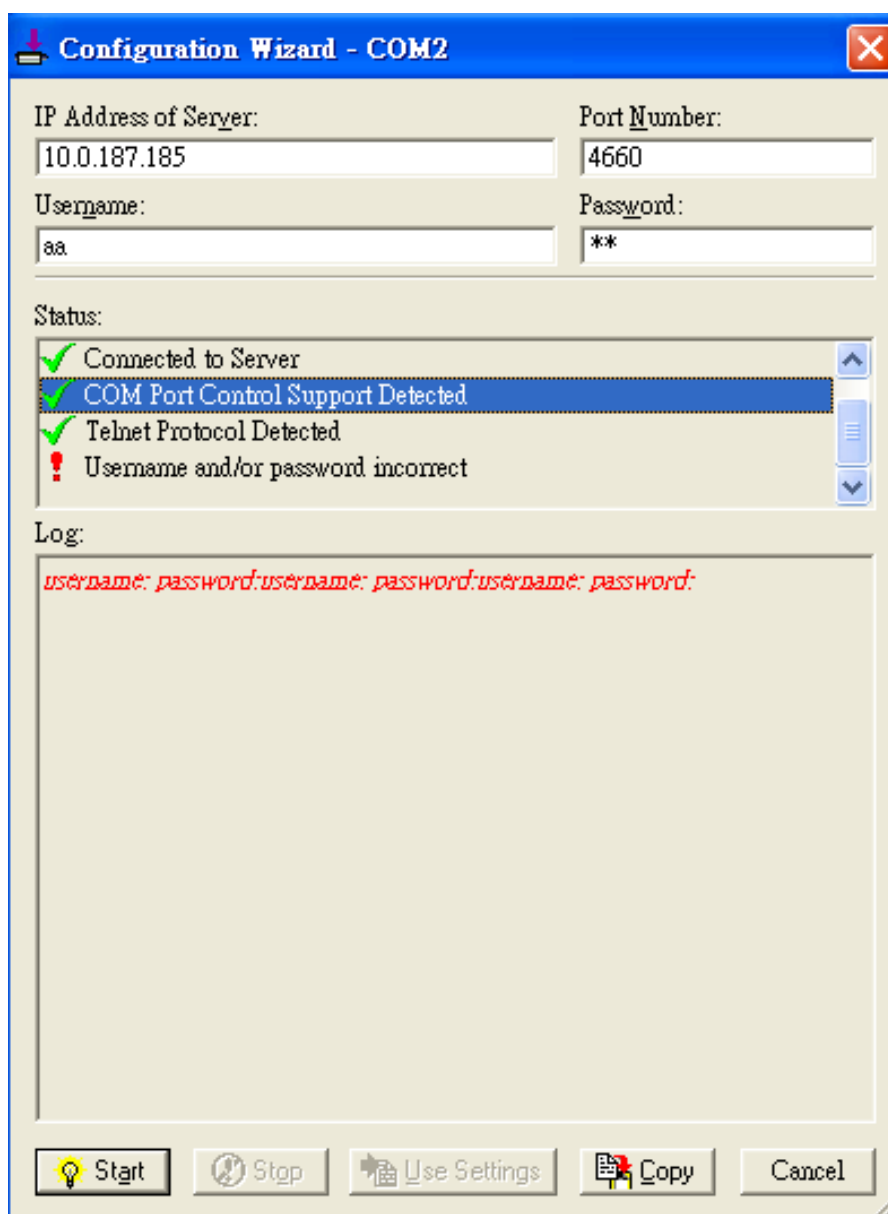 Configuration Wizard - COM2
IP Address of Server: Port Number:
10.0.187.185 4660
Username: Password:
aa **
Status:
Connected to Server
COM Port Control Support Detected
Telnet Protocol Detected
Username and/or password incorrect
Log:
username: password:username: password:username: password:
Start Stop Use Settings Copy Cancel